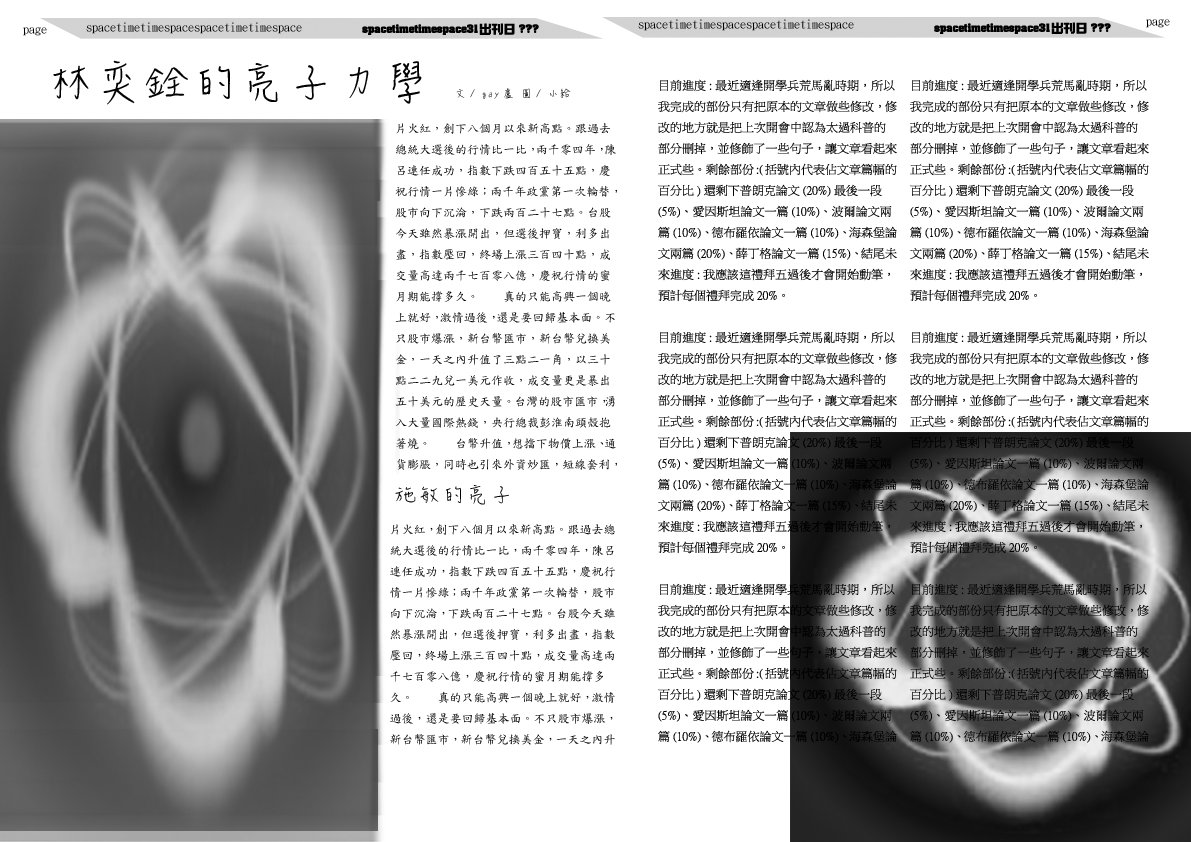 page
spacetimetimespacespacetimetimespace
spacetimetimespace31出刊日 ???
林奕銓的亮子力學
片火紅，創下八個月以來新高點。跟過去
總統大選後的行情比一比，兩千零四年，陳
呂連任成功，指數下跌四百五十五點，慶
祝行情一片慘綠；兩千年政黨第一次輪替，
股市向下沉淪，下跌兩百二十七點。台股
今天雖然暴漲開出，但選後押寶，利多出
盡，指數壓回，終場上漲三百四十點，成
交量高達兩千七百零八億，慶祝行情的蜜
月期能撐多久。　　真的只能高興一個晚
上就好，激情過後，還是要回歸基本面。不
只股市爆漲，新台幣匯市，新台幣兌換美
金，一天之內升值了三點二一角，以三十
點二二九兌一美元作收，成交量更是暴出
五十美元的歷史天量。台灣的股市匯市，湧
入大量國際熱錢，央行總裁彭淮南頭殼抱
著燒。　　台幣升值，想擋下物價上漲、通
貨膨脹，同時也引來外資炒匯，短線套利，
施敏的亮子
片火紅，創下八個月以來新高點。跟過去總
統大選後的行情比一比，兩千零四年，陳呂
連任成功，指數下跌四百五十五點，慶祝行
情一片慘綠；兩千年政黨第一次輪替，股市
向下沉淪，下跌兩百二十七點。台股今天雖
然暴漲開出，但選後押寶，利多出盡，指數
壓回，終場上漲三百四十點，成交量高達兩
千七百零八億，慶祝行情的蜜月期能撐多
久。　　真的只能高興一個晚上就好，激情
過後，還是要回歸基本面。不只股市爆漲，
新台幣匯市，新台幣兌換美金，一天之內升
spacetimetimespacespacetimetimespace
spacetimetimespace31出刊日 ???
page
目前進度 : 最近適逢開學兵荒馬亂時期，所以
我完成的部份只有把原本的文章做些修改，修
改的地方就是把上次開會中認為太過科普的
部分刪掉，並修飾了一些句子，讓文章看起來
正式些。剩餘部份 :( 括號內代表佔文章篇幅的
百分比 ) 還剩下普朗克論文 (20%) 最後一段
(5%)、愛因斯坦論文一篇 (10%)、波爾論文兩
篇 (10%)、德布羅依論文一篇 (10%)、海森堡論
文兩篇 (20%)、薛丁格論文一篇 (15%)、結尾未
來進度 : 我應該這禮拜五過後才會開始動筆，
預計每個禮拜完成 20%。
目前進度 : 最近適逢開學兵荒馬亂時期，所以
我完成的部份只有把原本的文章做些修改，修
改的地方就是把上次開會中認為太過科普的
部分刪掉，並修飾了一些句子，讓文章看起來
正式些。剩餘部份 :( 括號內代表佔文章篇幅的
百分比 ) 還剩下普朗克論文 (20%) 最後一段
(5%)、愛因斯坦論文一篇 (10%)、波爾論文兩
篇 (10%)、德布羅依論文一篇 (10%)、海森堡論
文兩篇 (20%)、薛丁格論文一篇 (15%)、結尾未
來進度 : 我應該這禮拜五過後才會開始動筆，
預計每個禮拜完成 20%。
目前進度 : 最近適逢開學兵荒馬亂時期，所以
我完成的部份只有把原本的文章做些修改，修
改的地方就是把上次開會中認為太過科普的
部分刪掉，並修飾了一些句子，讓文章看起來
正式些。剩餘部份 :( 括號內代表佔文章篇幅的
百分比 ) 還剩下普朗克論文 (20%) 最後一段
(5%)、愛因斯坦論文一篇 (10%)、波爾論文兩
篇 (10%)、德布羅依論文一篇 (10%)、海森堡論
目前進度 : 最近適逢開學兵荒馬亂時期，所以
我完成的部份只有把原本的文章做些修改，修
改的地方就是把上次開會中認為太過科普的
部分刪掉，並修飾了一些句子，讓文章看起來
正式些。剩餘部份 :( 括號內代表佔文章篇幅的
百分比 ) 還剩下普朗克論文 (20%) 最後一段
(5%)、愛因斯坦論文一篇 (10%)、波爾論文兩
篇 (10%)、德布羅依論文一篇 (10%)、海森堡論
文兩篇 (20%)、薛丁格論文一篇 (15%)、結尾未
來進度 : 我應該這禮拜五過後才會開始動筆，
預計每個禮拜完成 20%。
目前進度 : 最近適逢開學兵荒馬亂時期，所以
我完成的部份只有把原本的文章做些修改，修
改的地方就是把上次開會中認為太過科普的
部分刪掉，並修飾了一些句子，讓文章看起來
正式些。剩餘部份 :( 括號內代表佔文章篇幅的
百分比 ) 還剩下普朗克論文 (20%) 最後一段
(5%)、愛因斯坦論文一篇 (10%)、波爾論文兩
篇 (10%)、德布羅依論文一篇 (10%)、海森堡論
文兩篇 (20%)、薛丁格論文一篇 (15%)、結尾未
來進度 : 我應該這禮拜五過後才會開始動筆，
預計每個禮拜完成 20%。
目前進度 : 最近適逢開學兵荒馬亂時期，所以
我完成的部份只有把原本的文章做些修改，修
改的地方就是把上次開會中認為太過科普的
部分刪掉，並修飾了一些句子，讓文章看起來
正式些。剩餘部份 :( 括號內代表佔文章篇幅的
百分比 ) 還剩下普朗克論文 (20%) 最後一段
(5%)、愛因斯坦論文一篇 (10%)、波爾論文兩
篇 (10%)、德布羅依論文一篇 (10%)、海森堡論